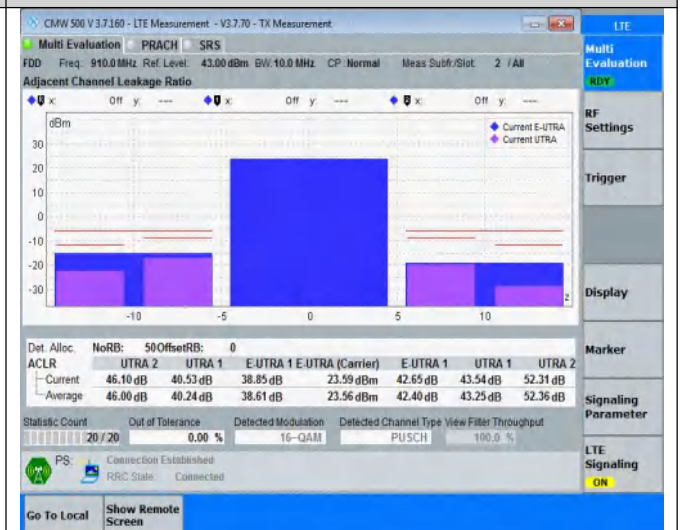 CMW 500 V 3.7.160 - LTE Measurement - V3.7.70 - TX Measurement
LTE
Multi Evaluation PRACH SRS
Multi Evaluation
RDY
FDD Freq: 910.0 MHz Ref. Level: 43.00 dBm BW: 10.0 MHz CP :Normal Meas Subfr./Slot: 2 / All
Adjacent Channel Leakage Ratio
x: Off y: --- x: Off y: --- x: Off y: ---
dBm
Current E-UTRA
Current UTRA
30
20
10
0
-10
-20
-30
z
-10 -5 0 5 10
RF Settings
Trigger
Display
Marker
Signaling Parameter
LTE Signaling
ON
Det. Alloc. NoRB: 50 OffsetRB: 0
ACLR UTRA 2 UTRA 1 E-UTRA 1 E-UTRA (Carrier) E-UTRA 1 UTRA 1 UTRA 2
Current 46.10 dB 40.53 dB 38.85 dB 23.59 dBm 42.65 dB 43.54 dB 52.31 dB
Average 46.00 dB 40.24 dB 38.61 dB 23.56 dBm 42.40 dB 43.25 dB 52.36 dB
Statistic Count Out of Tolerance Detected Modulation Detected Channel Type View Filter Throughput
20 / 20 0.00 % 16-QAM PUSCH 100.0 %
PS: Connection Established
RRC State: Connected
Go To Local Show Remote Screen